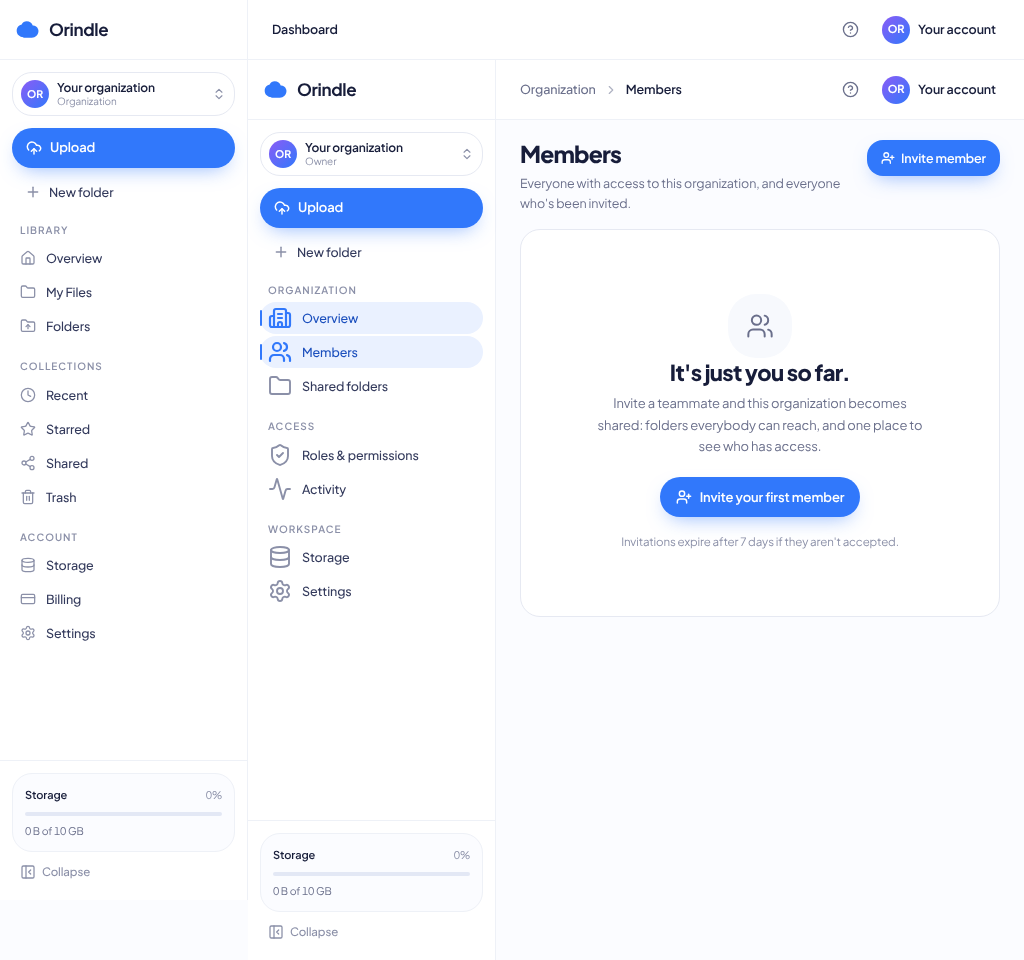 Orindle
Dashboard
OR
Your account
OR
Your organization
Organization
Upload
New folder
LIBRARY
Overview
My Files
Folders
COLLECTIONS
Recent
Starred
Shared
Trash
ACCOUNT
Storage
Billing
Settings
Storage
0%
0 B of 10 GB
Collapse
Orindle
OR
Your organization
Owner
Upload
New folder
ORGANIZATION
Overview
Members
Shared folders
ACCESS
Roles & permissions
Activity
WORKSPACE
Storage
Settings
Storage
0%
0 B of 10 GB
Collapse
Organization
Members
OR
Your account
Members
Everyone with access to this organization, and everyone
who's been invited.
Invite member
It's just you so far.
Invite a teammate and this organization becomes
shared: folders everybody can reach, and one place to
see who has access.
Invite your first member
Invitations expire after 7 days if they aren't accepted.